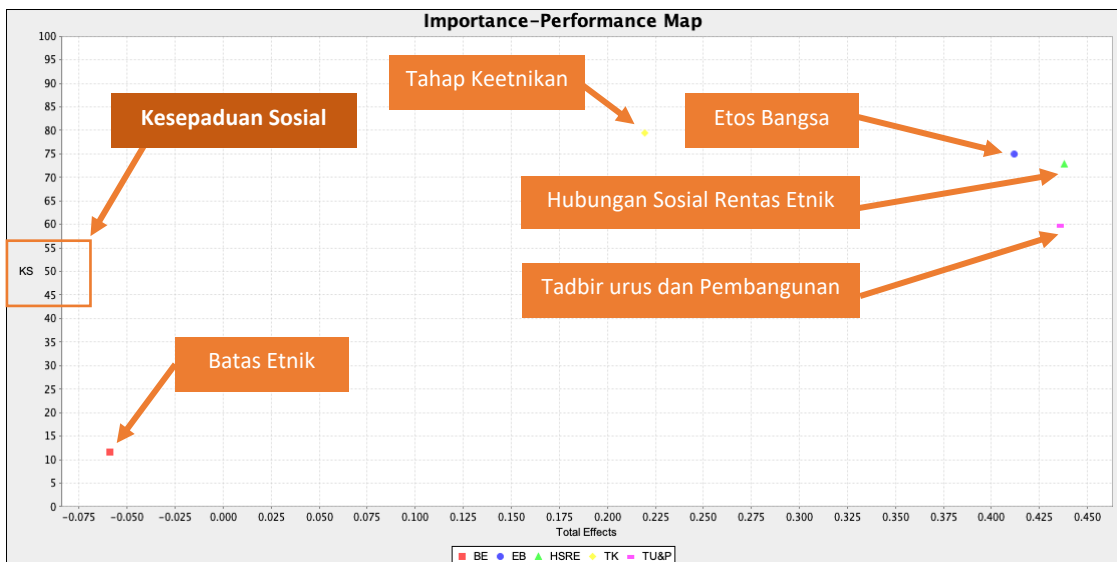 Importance-Performance Map
100
95
90
85
80
75
70
65
60
55
50
45
40
35
30
25
20
15
10
5
0
KS
Tahap Keetnikan
Kesepaduan Sosial
Etos Bangsa
Hubungan Sosial Rentas Etnik
Tadbir urus dan Pembangunan
Batas Etnik
-0.075 -0.050 -0.025 0.000 0.025 0.050 0.075 0.100 0.125 0.150 0.175 0.200 0.225 0.250 0.275 0.300 0.325 0.350 0.375 0.400 0.425 0.450
Total Effects
BE EB HSRE TK TU&P